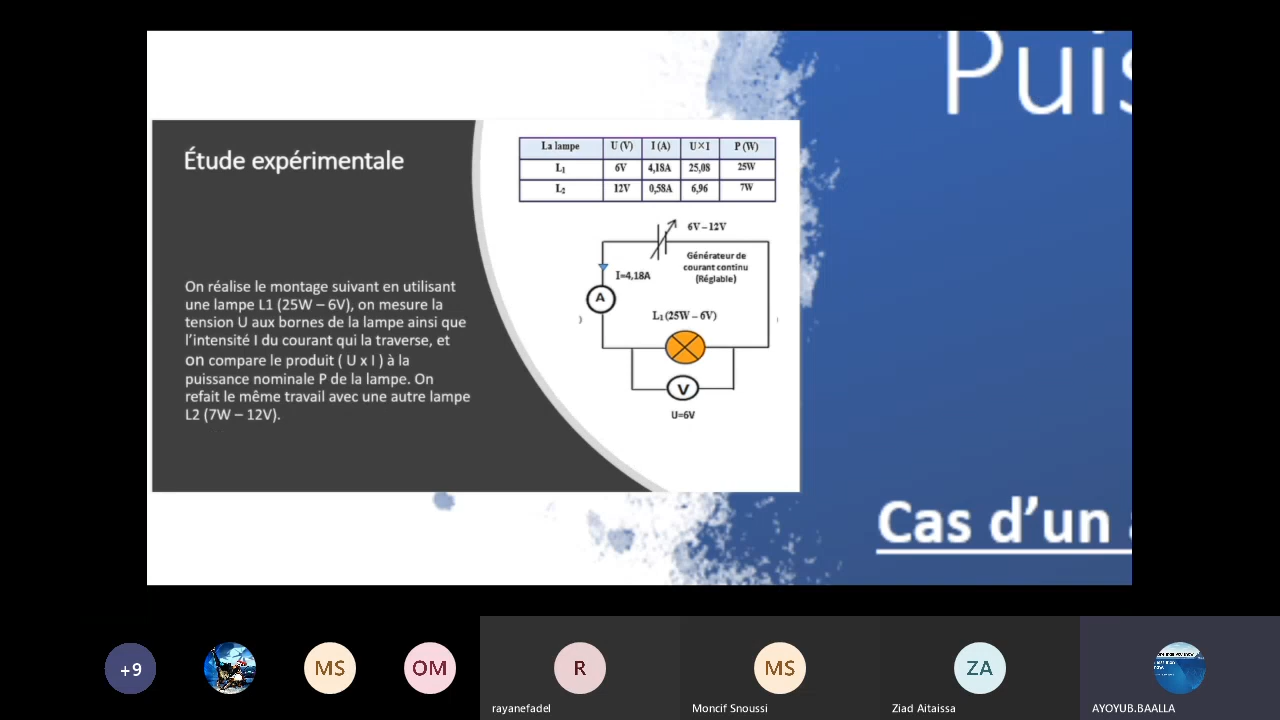 Puis
Étude expérimentale
On réalise le montage suivant en utilisant
une lampe L1 (25W – 6V), on mesure la
tension U aux bornes de la lampe ainsi que
l'intensité I du courant qui la traverse, et
on compare le produit ( U x I ) à la
puissance nominale P de la lampe. On
refait le même travail avec une autre lampe
L2 (7W – 12V).
La lampe U (V) I (A) U×I P (W)
L₁ 6V 4,18A 25,08 25W
L₂ 12V 0,58A 6,96 7W
6V – 12V
Générateur de
courant continu
(Réglable)
I=4,18A
A
L₁ (25W – 6V)
V
U=6V
Cas d'un
+9
MS
OM
R
rayanefadel
MS
Moncif Snoussi
ZA
Ziad Aitaissa
AYOYUB.BAALLA